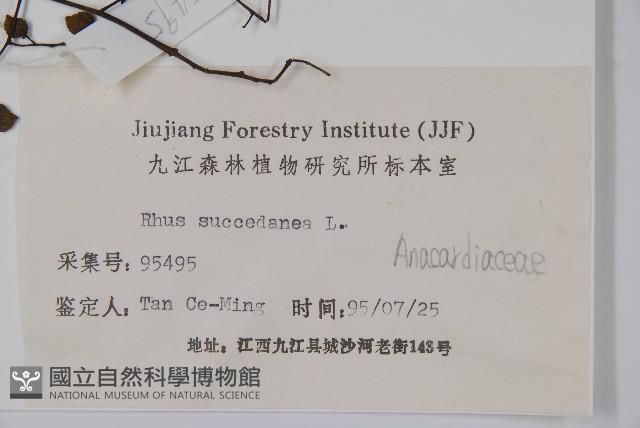 Jiujiang Forestry Institute (JJF)
九江森林植物研究所标本室
Rhus succedanea L.
Anacardiaceae
采集号: 95495
鉴定人: Tan Ce-Ming 时间: 95/07/25
地址: 江西九江县城沙河老街143号
國立自然科學博物館
NATIONAL MUSEUM OF NATURAL SCIENCE